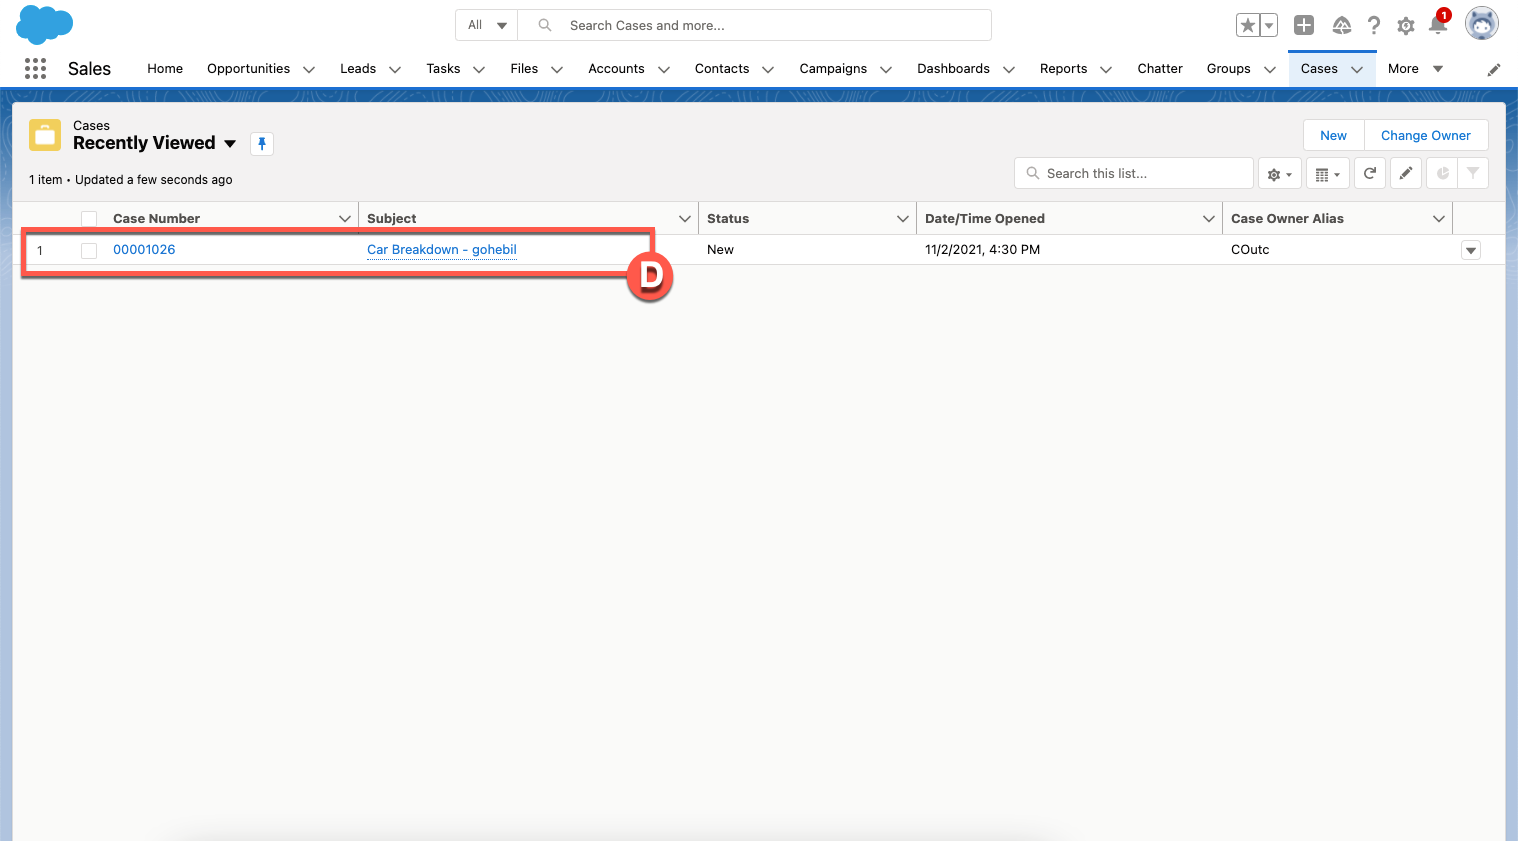 All
Search Cases and more...
1
Sales
Home
Opportunities
Leads
Tasks
Files
Accounts
Contacts
Campaigns
Dashboards
Reports
Chatter
Groups
Cases
More
Cases
Recently Viewed
New
Change Owner
1 item • Updated a few seconds ago
Search this list...
Case Number
Subject
Status
Date/Time Opened
Case Owner Alias
1
00001026
Car Breakdown - gohebil
New
11/2/2021, 4:30 PM
COutc
D